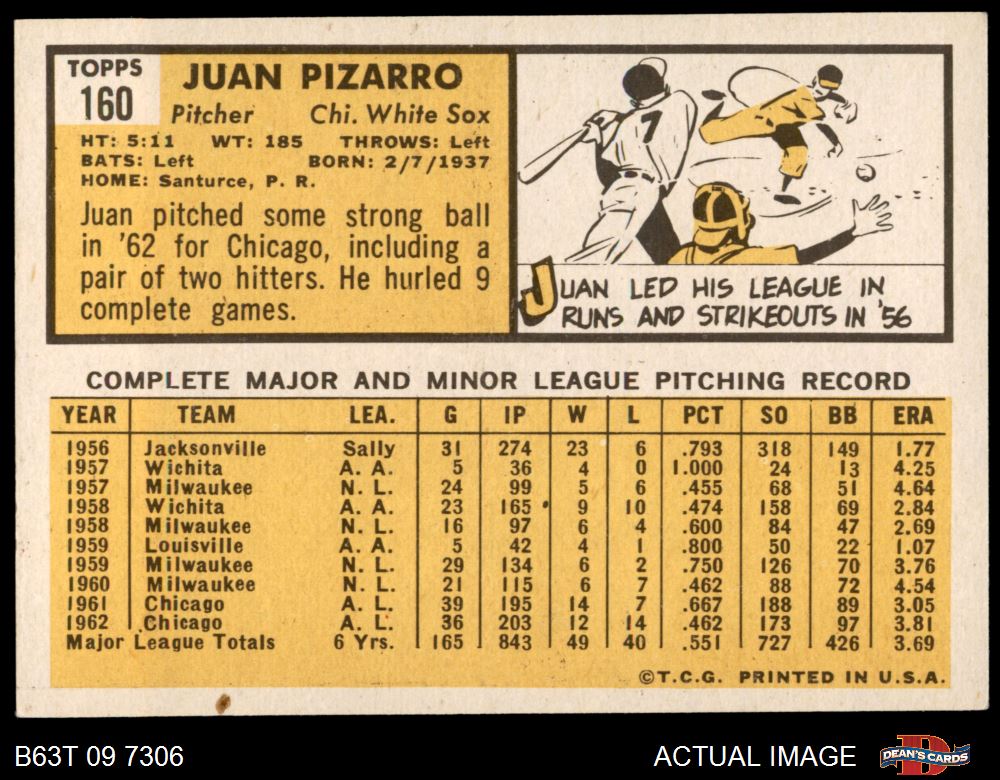 TOPPS
160
JUAN PIZARRO
Pitcher Chi. White Sox
HT: 5:11 WT: 185 THROWS: Left
BATS: Left BORN: 2/7/1937
HOME: Santurce, P. R.
Juan pitched some strong ball
in '62 for Chicago, including a
pair of two hitters. He hurled 9
complete games.
7
JUAN LED HIS LEAGUE IN
RUNS AND STRIKEOUTS IN '56
COMPLETE MAJOR AND MINOR LEAGUE PITCHING RECORD
YEAR TEAM LEA. G IP W L PCT SO BB ERA
1956 Jacksonville Sally 31 274 23 6 .793 318 149 1.77
1957 Wichita A. A. 5 36 4 0 1.000 24 13 4.25
1957 Milwaukee N. L. 24 99 5 6 .455 68 51 4.64
1958 Wichita A. A. 23 165 9 10 .474 158 69 2.84
1958 Milwaukee N. L. 16 97 6 4 .600 84 47 2.69
1959 Louisville A. A. 5 42 4 1 .800 50 22 1.07
1959 Milwaukee N. L. 29 134 6 2 .750 126 70 3.76
1960 Milwaukee N. L. 21 115 6 7 .462 88 72 4.54
1961 Chicago A. L. 39 195 14 7 .667 188 89 3.05
1962 Chicago A. L. 36 203 12 14 .462 173 97 3.81
Major League Totals 6 Yrs. 165 843 49 40 .551 727 426 3.69
©T.C.G. PRINTED IN U.S.A.
B63T 09 7306 ACTUAL IMAGE
DEAN'S CARDS